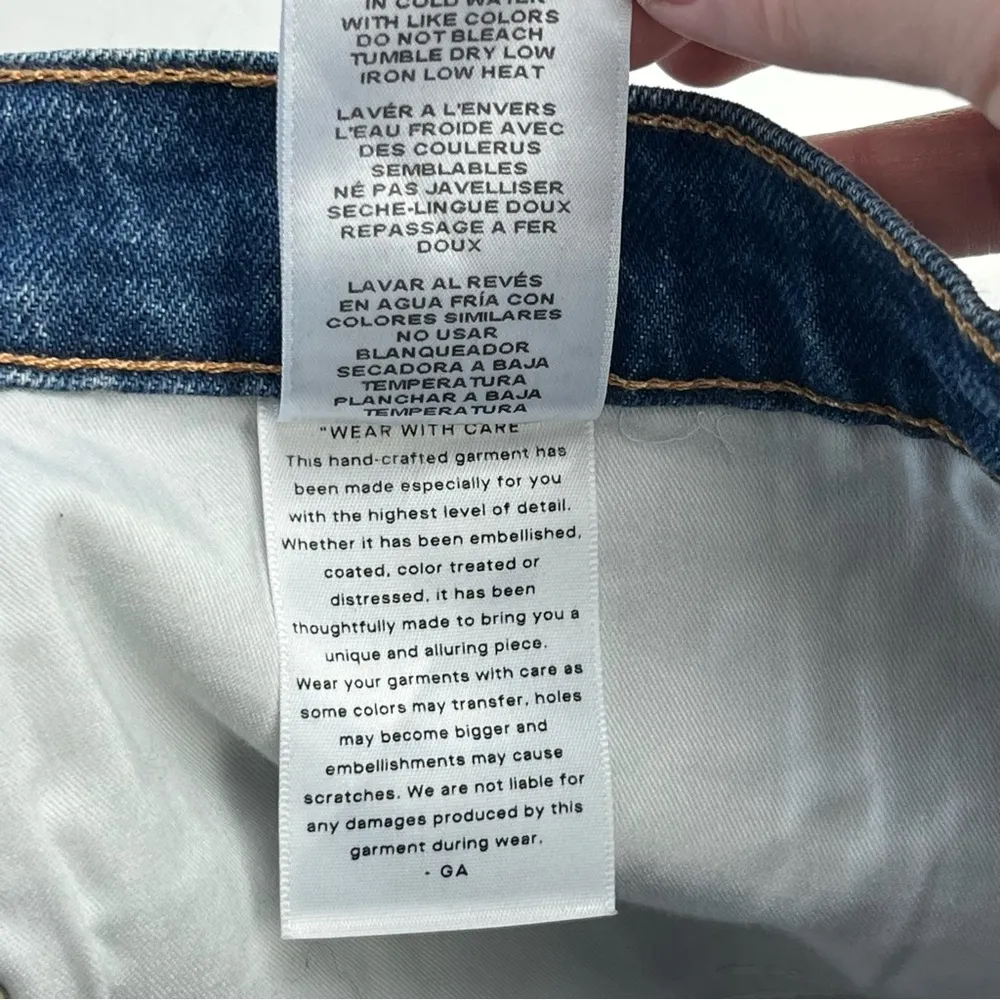 IN COLD WATER
WITH LIKE COLORS
DO NOT BLEACH
TUMBLE DRY LOW
IRON LOW HEAT
LAVÉR A L'ENVERS
L'EAU FROIDE AVEC
DES COULERUS
SEMBLABLES
NÉ PAS JAVELLISER
SECHE-LINGUE DOUX
REPASSAGE A FER
DOUX
LAVAR AL REVÉS
EN AGUA FRÍA CON
COLORES SIMILARES
NO USAR
BLANQUEADOR
SECADORA A BAJA
TEMPERATURA
PLANCHAR A BAJA
TEMPERATURA
"WEAR WITH CARE"
This hand-crafted garment has
been made especially for you
with the highest level of detail.
Whether it has been embellished,
coated, color treated or
distressed, it has been
thoughtfully made to bring you a
unique and alluring piece.
Wear your garments with care as
some colors may transfer, holes
may become bigger and
embellishments may cause
scratches. We are not liable for
any damages produced by this
garment during wear.
- GA